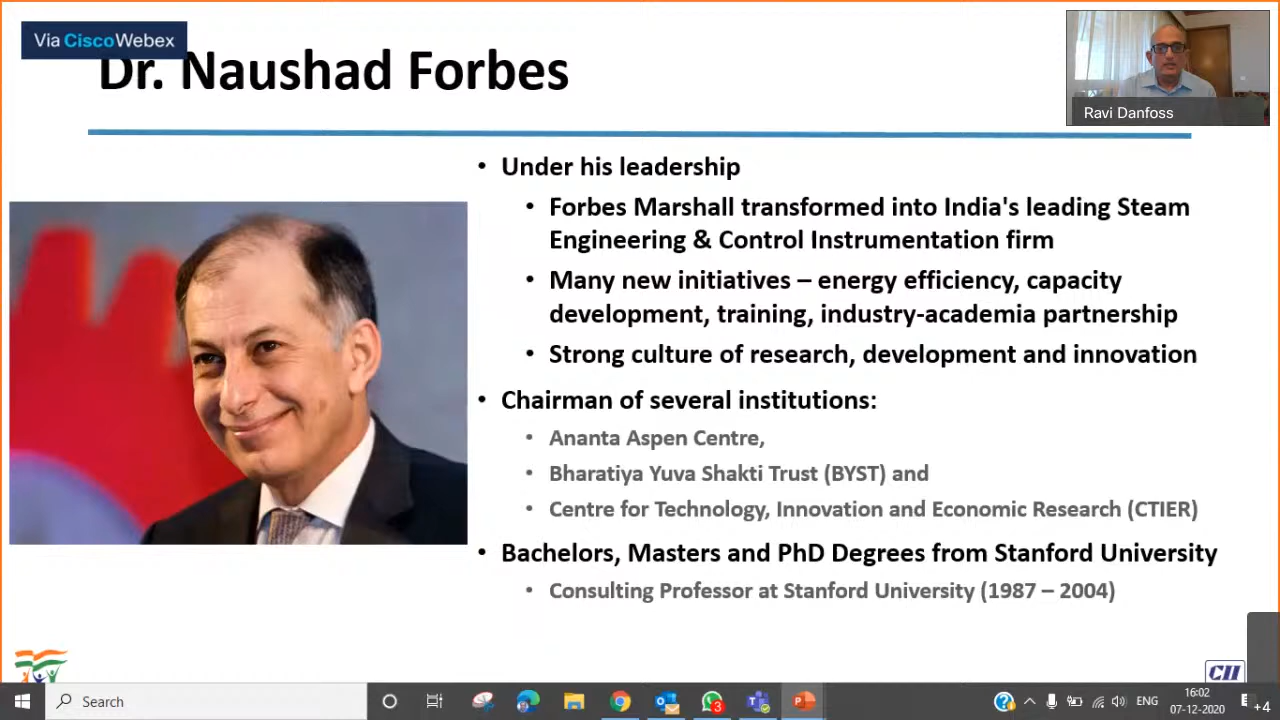 Via Cisco Webex
Dr. Naushad Forbes
Ravi Danfoss
• Under his leadership
• Forbes Marshall transformed into India's leading Steam
Engineering & Control Instrumentation firm
• Many new initiatives – energy efficiency, capacity
development, training, industry-academia partnership
• Strong culture of research, development and innovation
• Chairman of several institutions:
• Ananta Aspen Centre,
• Bharatiya Yuva Shakti Trust (BYST) and
• Centre for Technology, Innovation and Economic Research (CTIER)
• Bachelors, Masters and PhD Degrees from Stanford University
• Consulting Professor at Stanford University (1987 – 2004)
CII
Search
3
ENG
16:02
07-12-2020
+4